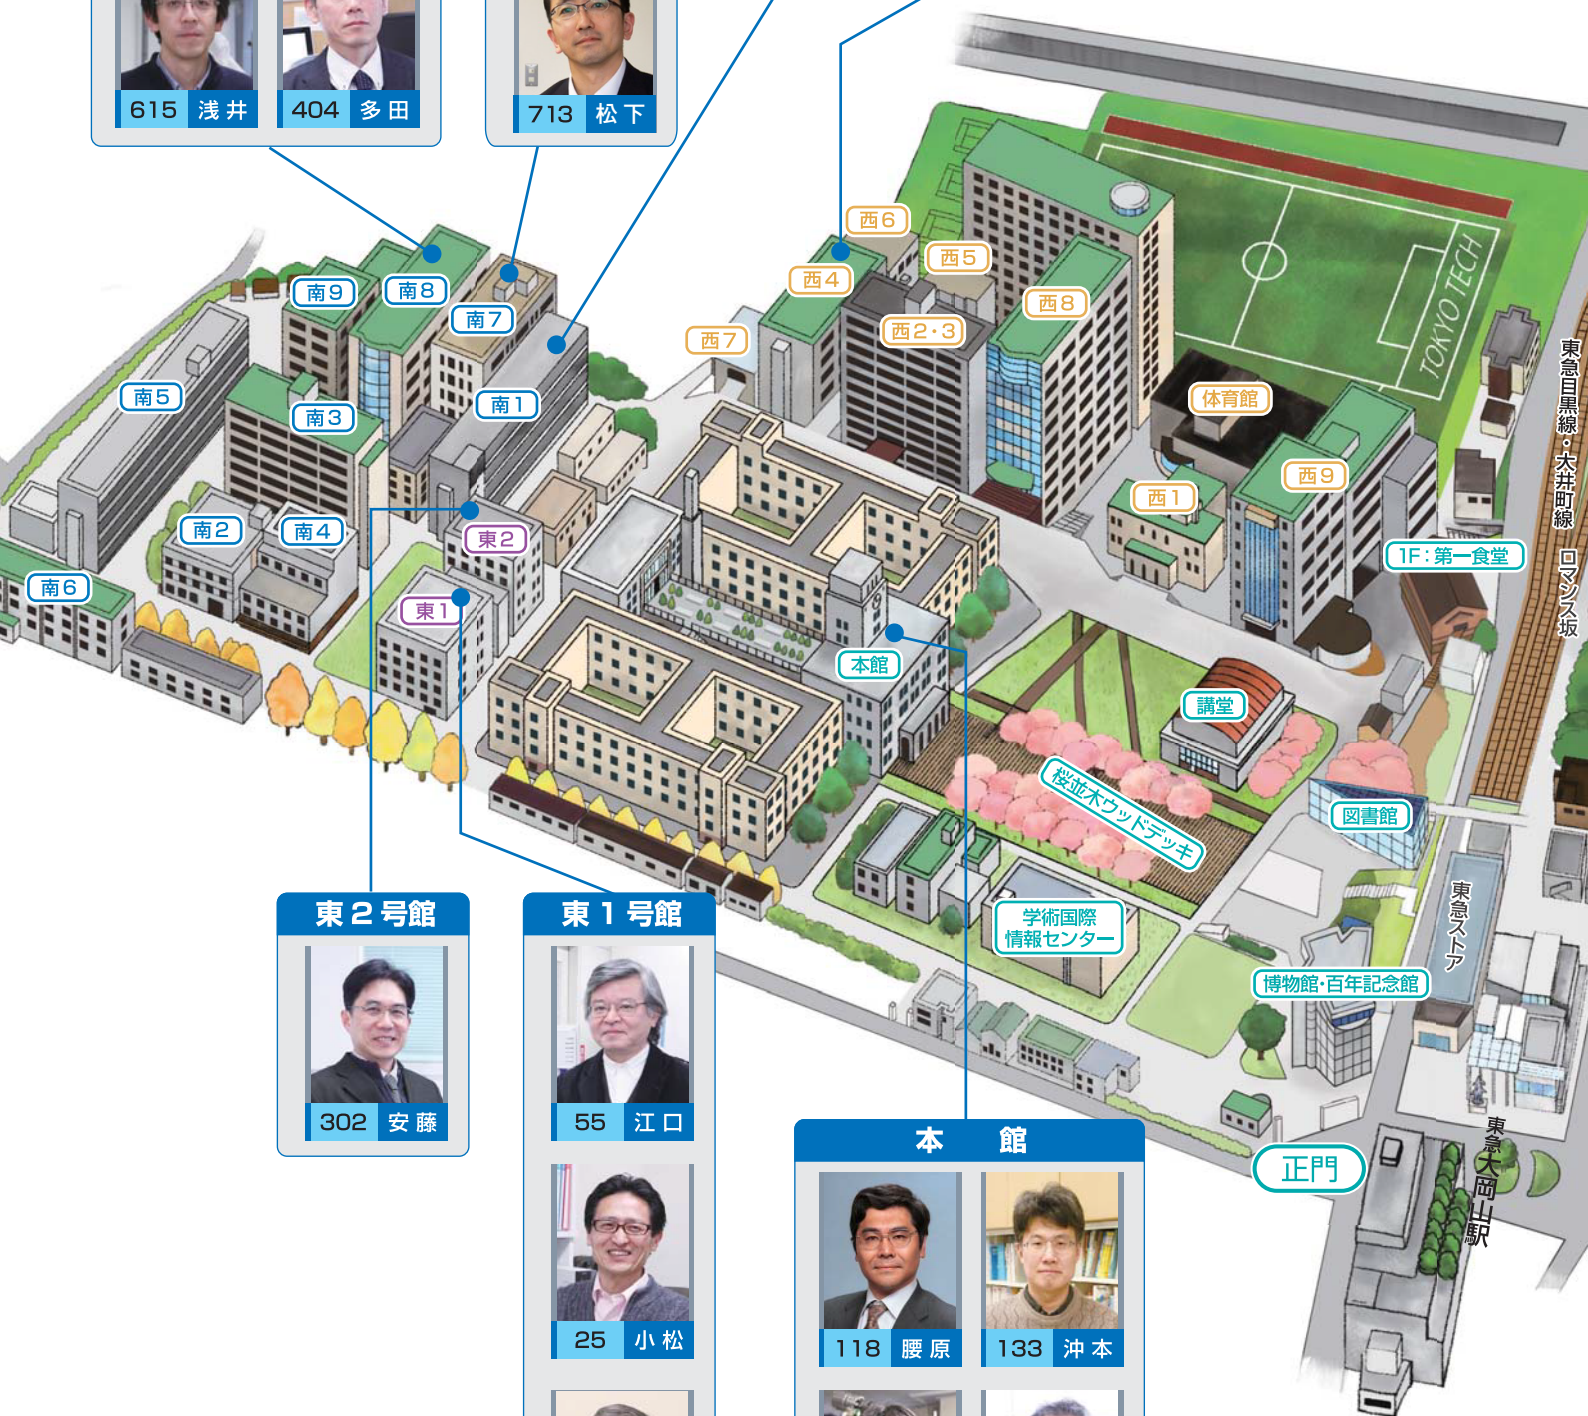 615 浅井
404 多田
713 松下
西6
西5
西4
西8
西2・3
西7
TOKYO TECH
南9
南8
南7
南5
南3
南1
体育館
西9
西1
東急目黒線・大井町線
ロマンス坂
1F：第一食堂
南2
南4
東2
南6
東1
本館
講堂
桜並木ウッドデッキ
図書館
学術国際
情報センター
東急ストア
博物館・百年記念館
正門
東急大岡山駅
東2号館
302 安藤
東1号館
55 江口
25 小松
本館
118 腰原
133 沖本